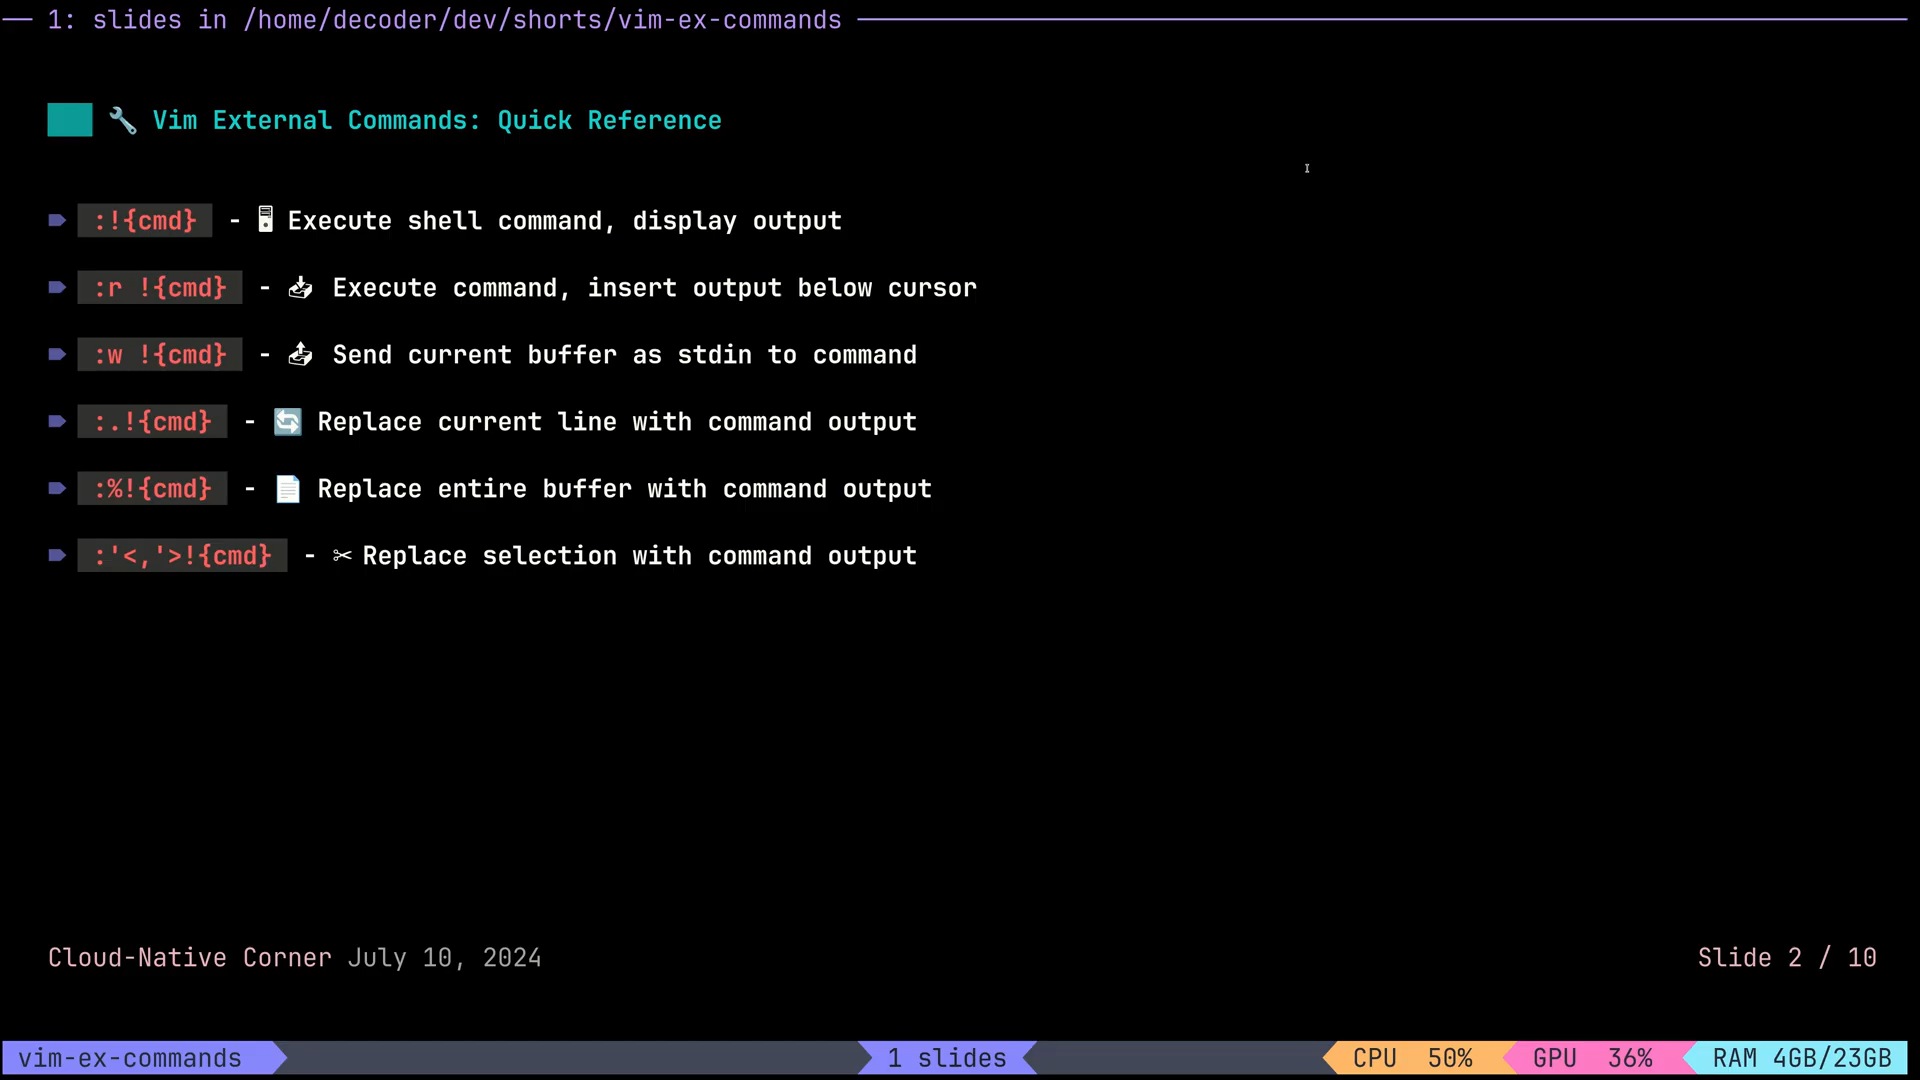 1: slides in /home/decoder/dev/shorts/vim-ex-commands
🔧 Vim External Commands: Quick Reference
:!{cmd} - 🖥 Execute shell command, display output
:r !{cmd} - 📥 Execute command, insert output below cursor
:w !{cmd} - 📤 Send current buffer as stdin to command
:.!{cmd} - 🔄 Replace current line with command output
:%!{cmd} - 📄 Replace entire buffer with command output
:'<,'>!{cmd} - ✂ Replace selection with command output
Cloud-Native Corner July 10, 2024
Slide 2 / 10
vim-ex-commands 1 slides CPU 50% GPU 36% RAM 4GB/23GB